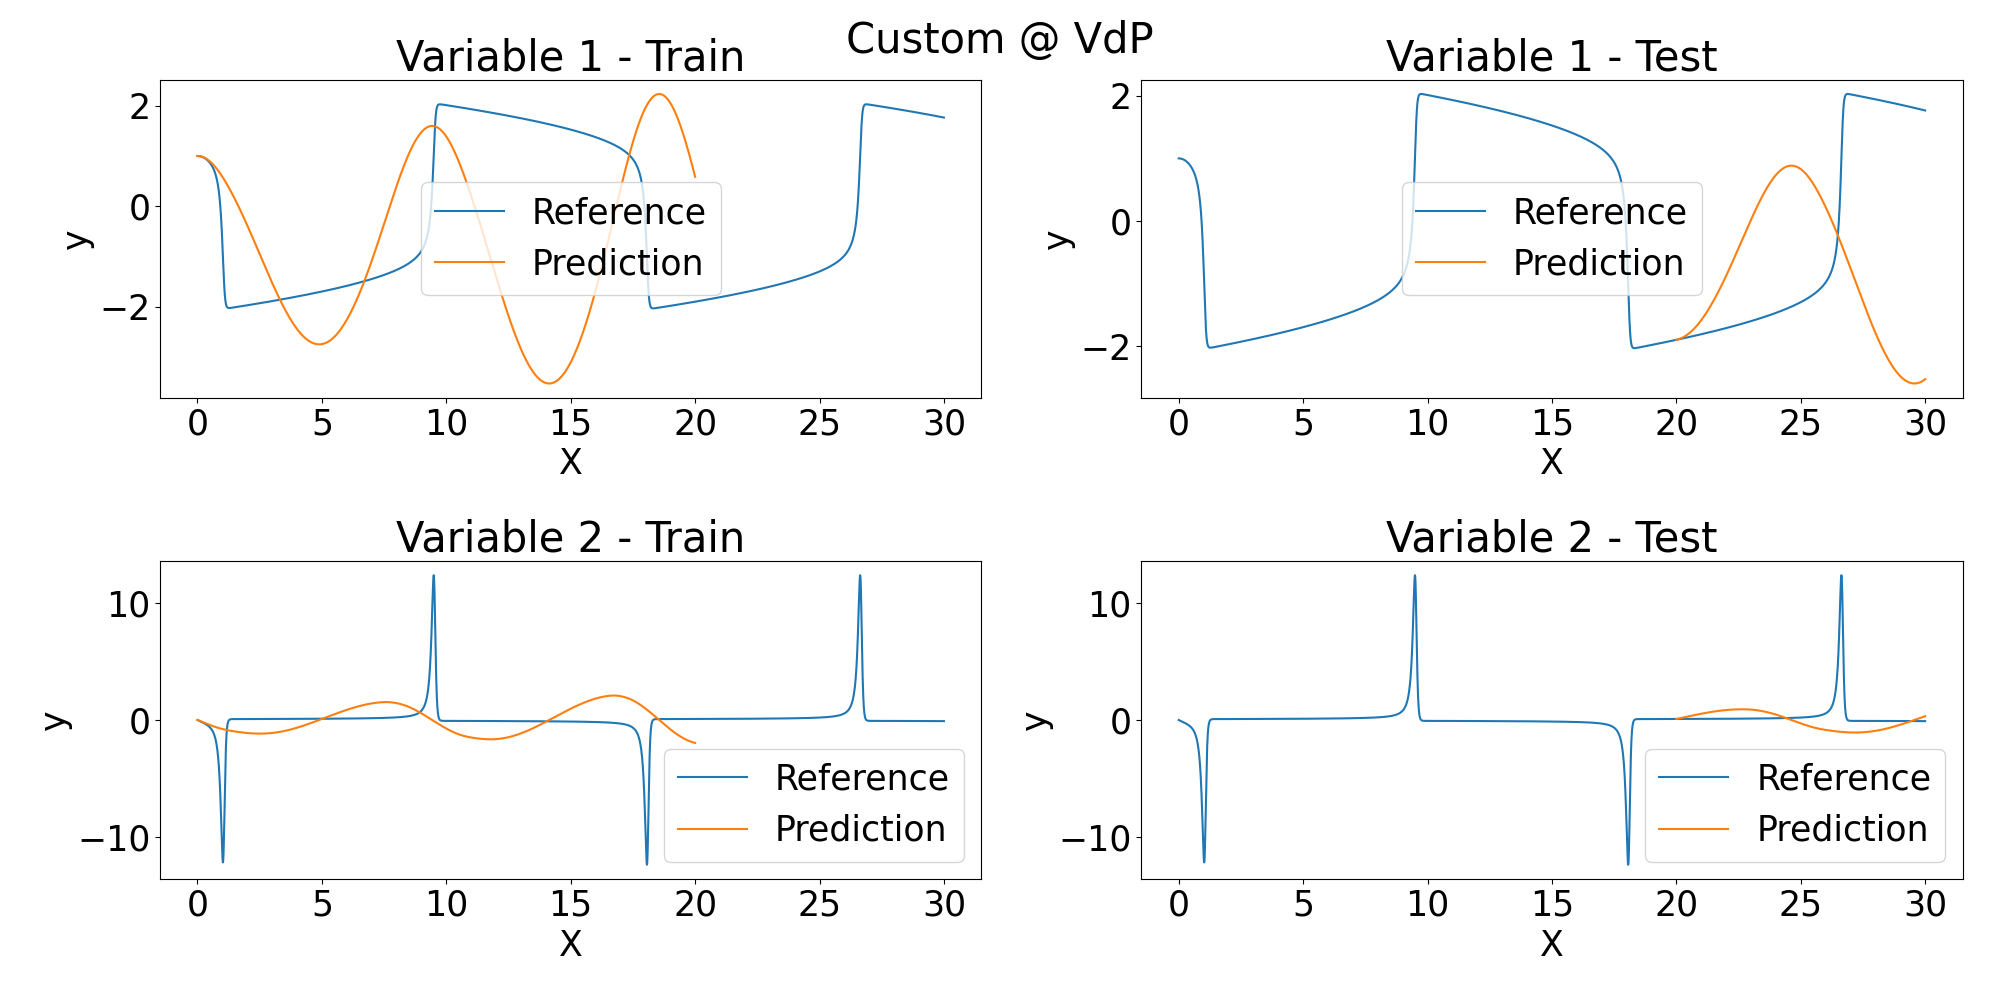 Custom @ VdP
Variable 1 - Train
2
0
−2
y
Reference
Prediction
0 5 10 15 20 25 30
X
Variable 1 - Test
2
0
−2
y
Reference
Prediction
0 5 10 15 20 25 30
X
Variable 2 - Train
10
0
−10
y
Reference
Prediction
0 5 10 15 20 25 30
X
Variable 2 - Test
10
0
−10
y
Reference
Prediction
0 5 10 15 20 25 30
X